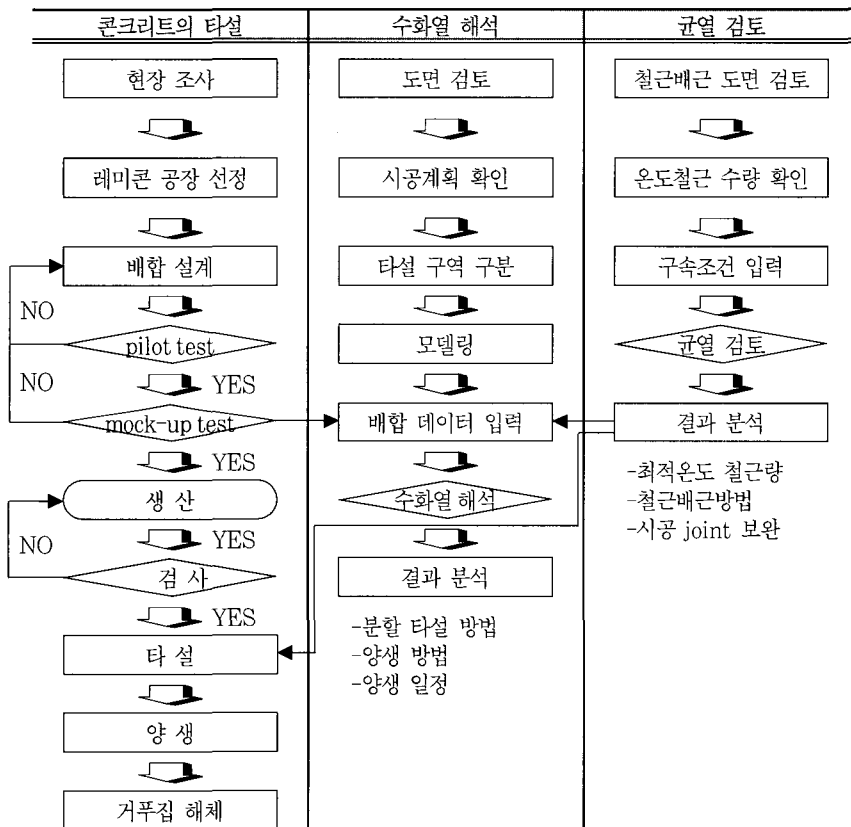 콘크리트의 타설
현장 조사
레미콘 공장 선정
배합 설계
NO
pilot test
NO
YES
mock-up test
YES
생 산
NO
YES
검 사
YES
타 설
양 생
거푸집 해체
수화열 해석
도면 검토
시공계획 확인
타설 구역 구분
모델링
배합 데이터 입력
수화열 해석
결과 분석
-분할 타설 방법
-양생 방법
-양생 일정
균열 검토
철근배근 도면 검토
온도철근 수량 확인
구속조건 입력
균열 검토
결과 분석
-최적온도 철근량
-철근배근방법
-시공 joint 보완